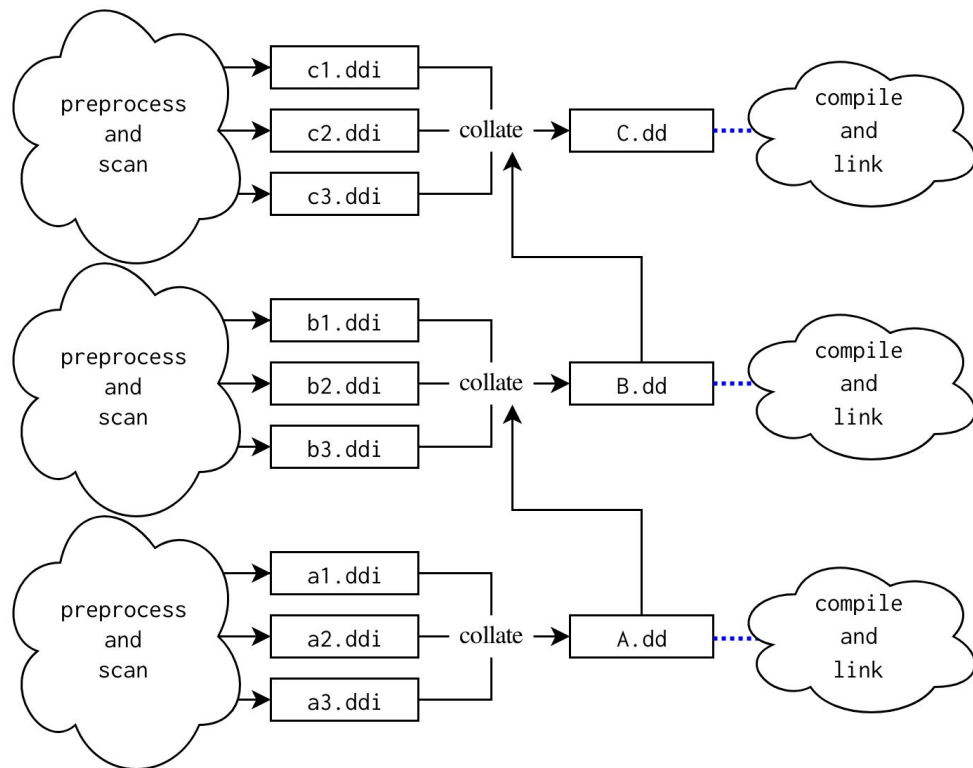 preprocess
and
scan
c1.ddi
c2.ddi
c3.ddi
collate
C.dd
compile
and
link
preprocess
and
scan
b1.ddi
b2.ddi
b3.ddi
collate
B.dd
compile
and
link
preprocess
and
scan
a1.ddi
a2.ddi
a3.ddi
collate
A.dd
compile
and
link